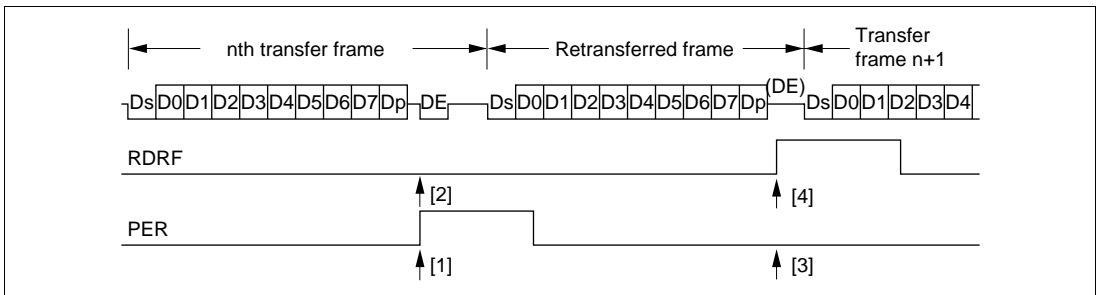 nth transfer frame
Retransferred frame
Transfer
frame n+1
Ds D0 D1 D2 D3 D4 D5 D6 D7 Dp DE Ds D0 D1 D2 D3 D4 D5 D6 D7 Dp (DE) Ds D0 D1 D2 D3 D4
RDRF
[2] [4]
PER
[1] [3]